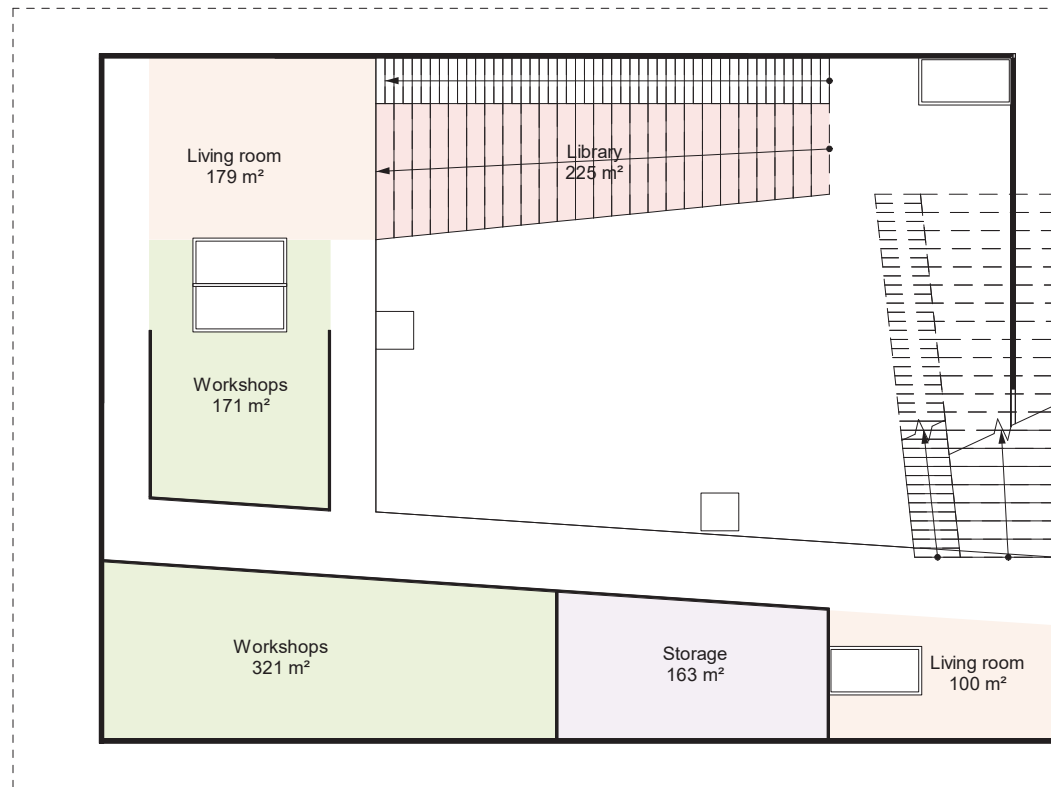 Library
225 m²
Living room
179 m²
Workshops
171 m²
Workshops
321 m²
Storage
163 m²
Living room
100 m²